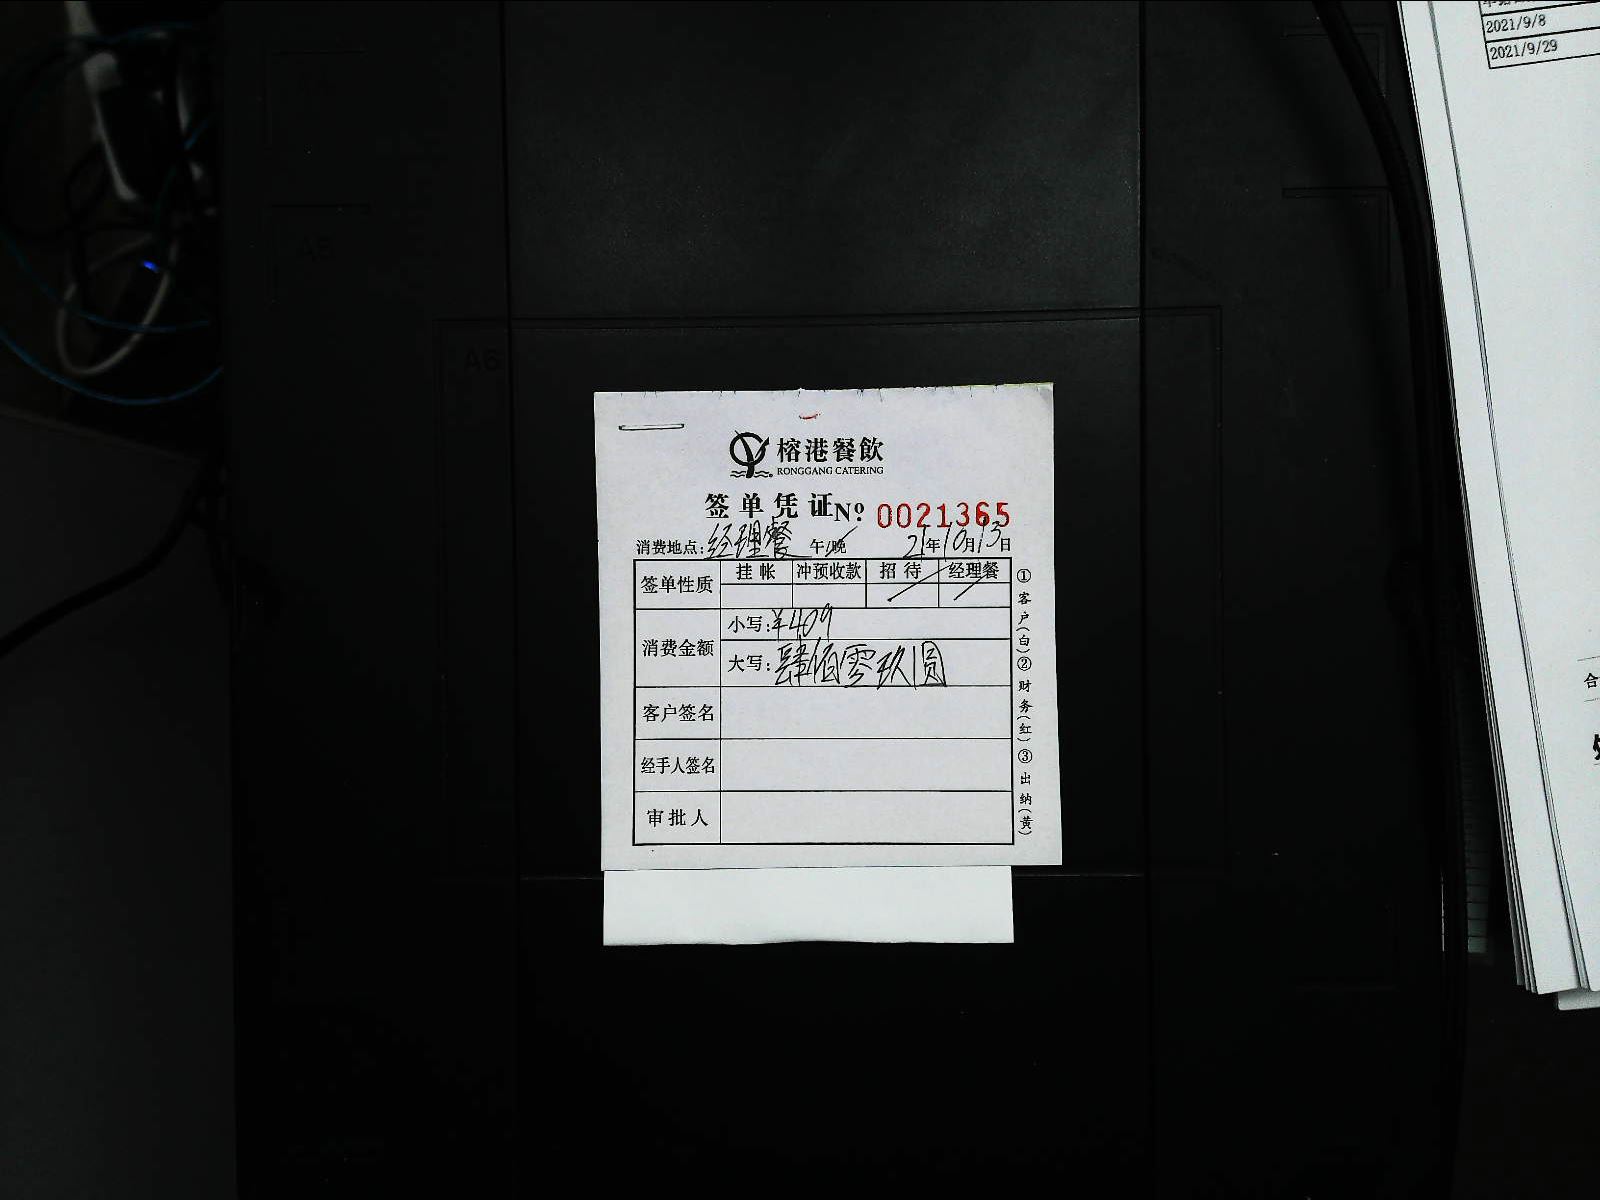 2021/9/8
2021/9/29
A5
A6
榕港餐飲
RONGGANG CATERING
签单凭证 Nº 0021365
消费地点:经理餐 午/晚 21年10月13日
签单性质 挂帐 冲预收款 招待 经理餐
消费金额 小写:¥409
大写:肆佰零玖圆
客户签名
经手人签名
审批人
①客户(白)②财务(红)③出纳(黄)
合